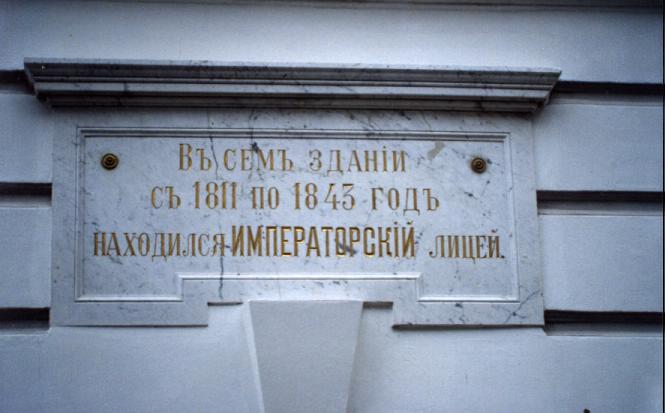 Въ семъ зданіи
съ 1811 по 1843 годъ
находился ИМПЕРАТОРСКІЙ лицей.